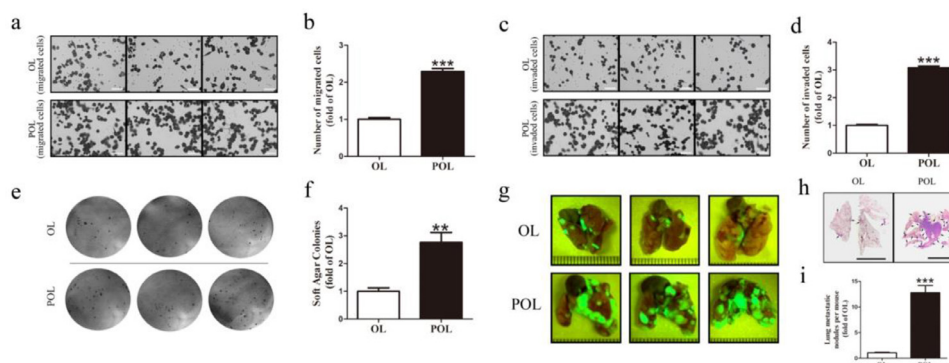 a
OL
(migrated cells)
POL
(migrated cells)
b
Number of migrated cells
(fold of OL)
3
2
1
0
***
OL
POL
c
OL
(invaded cells)
POL
(invaded cells)
d
Number of invaded cells
(fold of OL)
4
3
2
1
0
***
OL
POL
e
OL
POL
f
Soft Agar Colonies
(fold of OL)
4
3
2
1
0
**
OL
POL
g
OL
POL
h
OL
POL
i
Lung metastatic
nodules per mouse
(fold of OL)
15
10
5
0
***